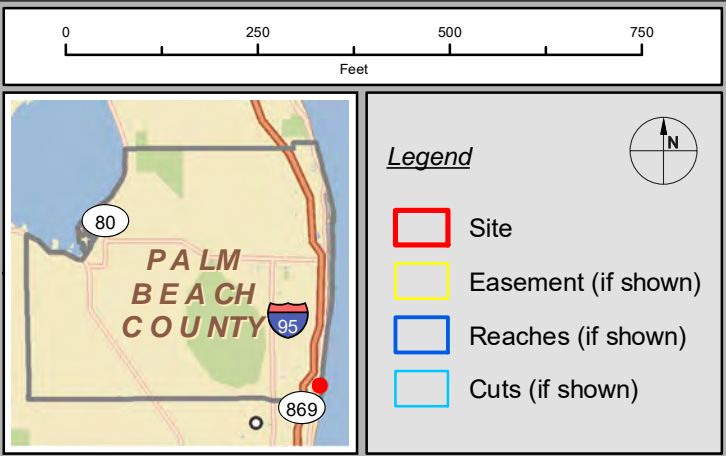 0 250 500 750
Feet
80
PALM
BEACH
COUNTY
95
869
Legend
N
Site
Easement (if shown)
Reaches (if shown)
Cuts (if shown)